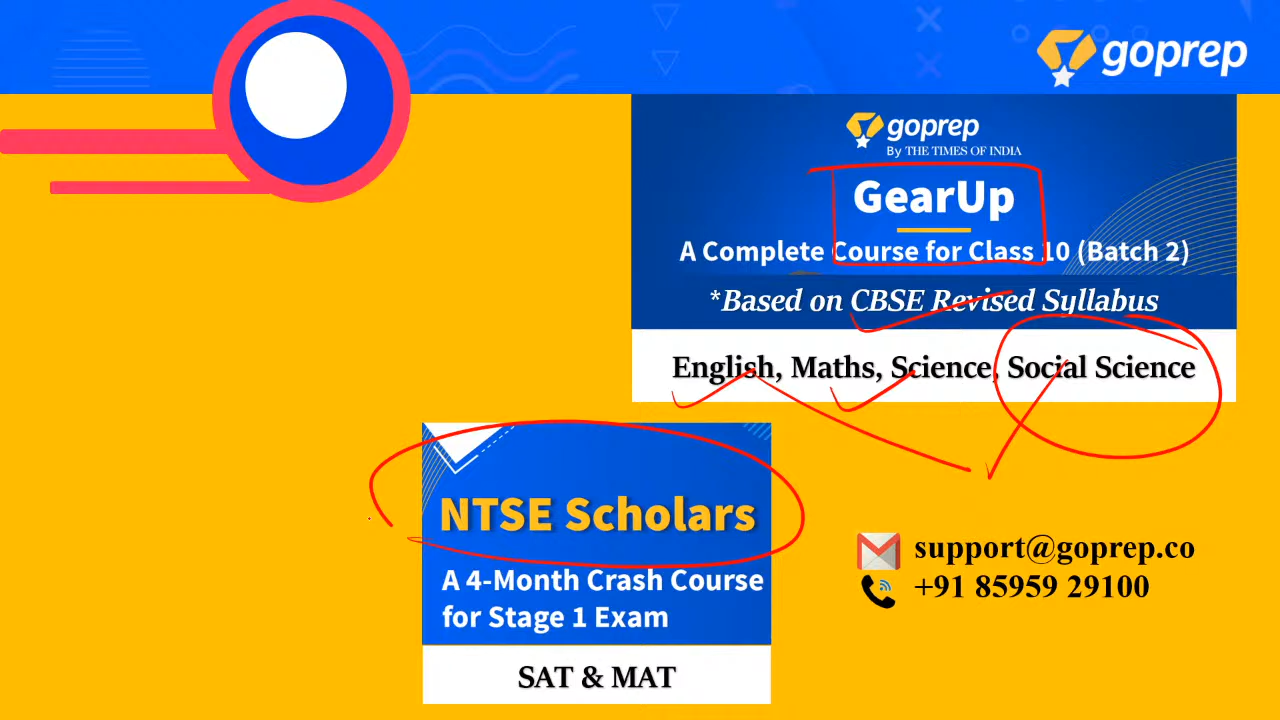 goprep
goprep
By THE TIMES OF INDIA
GearUp
A Complete Course for Class 10 (Batch 2)
*Based on CBSE Revised Syllabus
English, Maths, Science, Social Science
NTSE Scholars
A 4-Month Crash Course
for Stage 1 Exam
SAT & MAT
support@goprep.co
+91 85959 29100